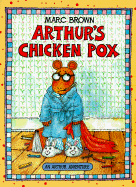 MARC BROWN
ARTHUR'S
CHICKEN POX
AN ARTHUR ADVENTURE